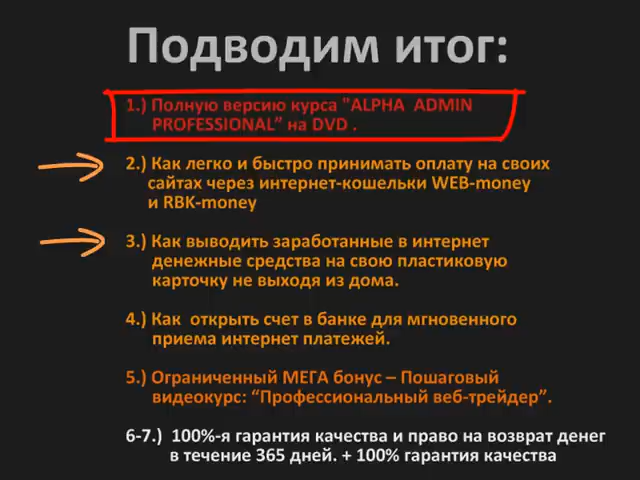 Подводим итог:
1.) Полную версию курса "ALPHA ADMIN
PROFESSIONAL” на DVD .
2.) Как легко и быстро принимать оплату на своих
сайтах через интернет-кошельки WEB-money
и RBK-money
3.) Как выводить заработанные в интернет
денежные средства на свою пластиковую
карточку не выходя из дома.
4.) Как открыть счет в банке для мгновенного
приема интернет платежей.
5.) Ограниченный МЕГА бонус – Пошаговый
видеокурс: “Профессиональный веб-трейдер”.
6-7.) 100%-я гарантия качества и право на возврат денег
в течение 365 дней. + 100% гарантия качества